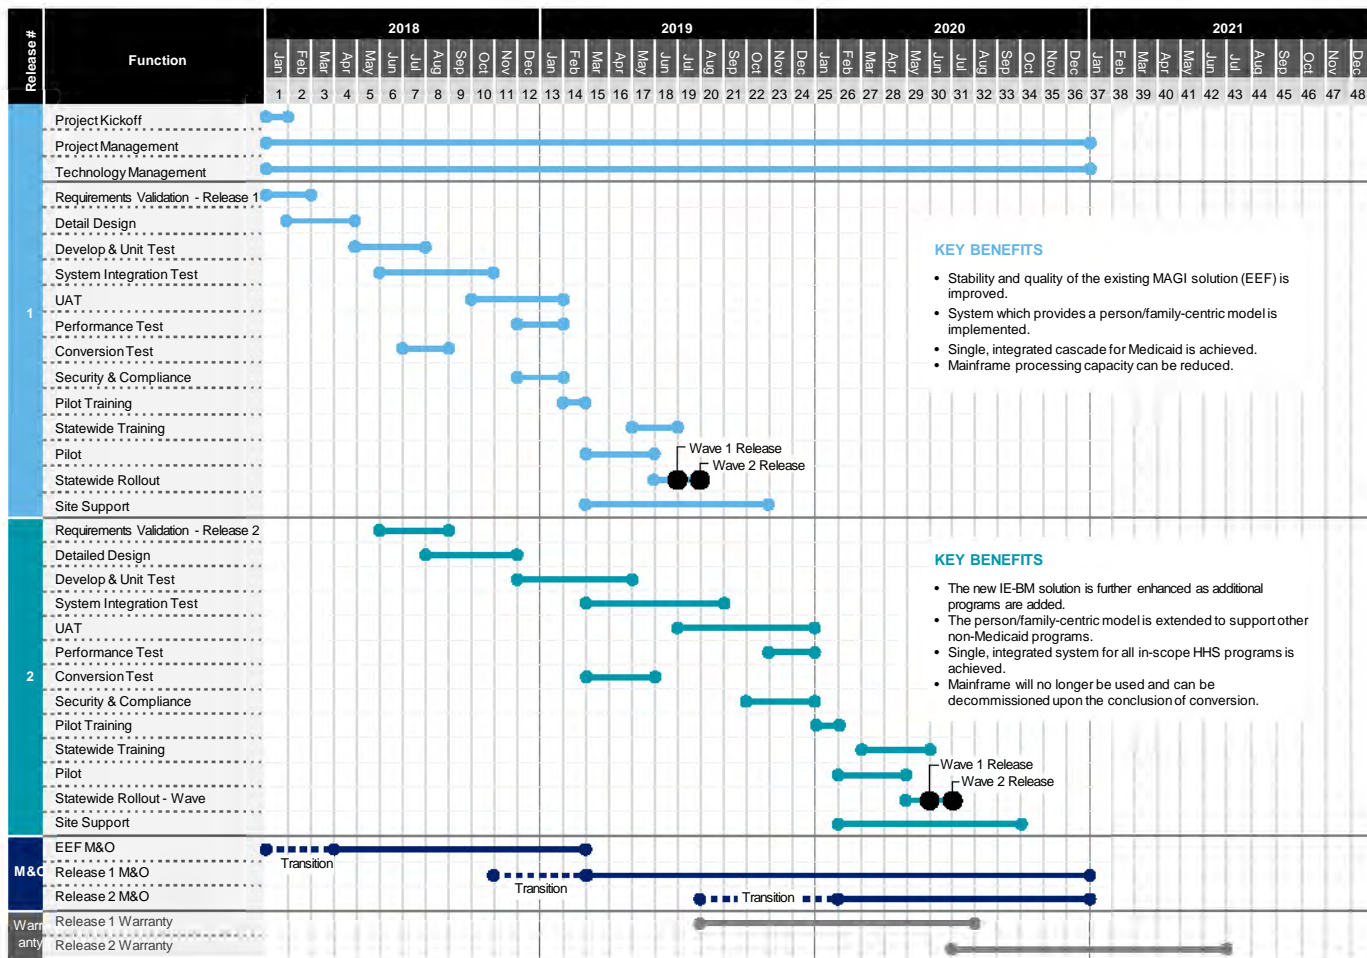 Release #
Function
2018
2019
2020
2021
Jan Feb Mar Apr May Jun Jul Aug Sep Oct Nov Dec Jan Feb Mar Apr May Jun Jul Aug Sep Oct Nov Dec Jan Feb Mar Apr May Jun Jul Aug Sep Oct Nov Dec Jan Feb Mar Apr May Jun Jul Aug Sep Oct Nov Dec
1 2 3 4 5 6 7 8 9 10 11 12 13 14 15 16 17 18 19 20 21 22 23 24 25 26 27 28 29 30 31 32 33 34 35 36 37 38 39 40 41 42 43 44 45 46 47 48
1
Project Kickoff
Project Management
Technology Management
Requirements Validation - Release 1
Detail Design
Develop & Unit Test
System Integration Test
UAT
Performance Test
Conversion Test
Security & Compliance
Pilot Training
Statewide Training
Pilot
Statewide Rollout
Site Support
Wave 1 Release
Wave 2 Release
KEY BENEFITS
• Stability and quality of the existing MAGI solution (EEF) is
improved.
• System which provides a person/family-centric model is
implemented.
• Single, integrated cascade for Medicaid is achieved.
• Mainframe processing capacity can be reduced.
2
Requirements Validation - Release 2
Detailed Design
Develop & Unit Test
System Integration Test
UAT
Performance Test
Conversion Test
Security & Compliance
Pilot Training
Statewide Training
Pilot
Statewide Rollout - Wave
Site Support
Wave 1 Release
Wave 2 Release
KEY BENEFITS
• The new IE-BM solution is further enhanced as additional
programs are added.
• The person/family-centric model is extended to support other
non-Medicaid programs.
• Single, integrated system for all in-scope HHS programs is
achieved.
• Mainframe will no longer be used and can be
decommissioned upon the conclusion of conversion.
M&O
EEF M&O
Transition
Release 1 M&O
Transition
Release 2 M&O
Transition
Warr
anty
Release 1 Warranty
Release 2 Warranty